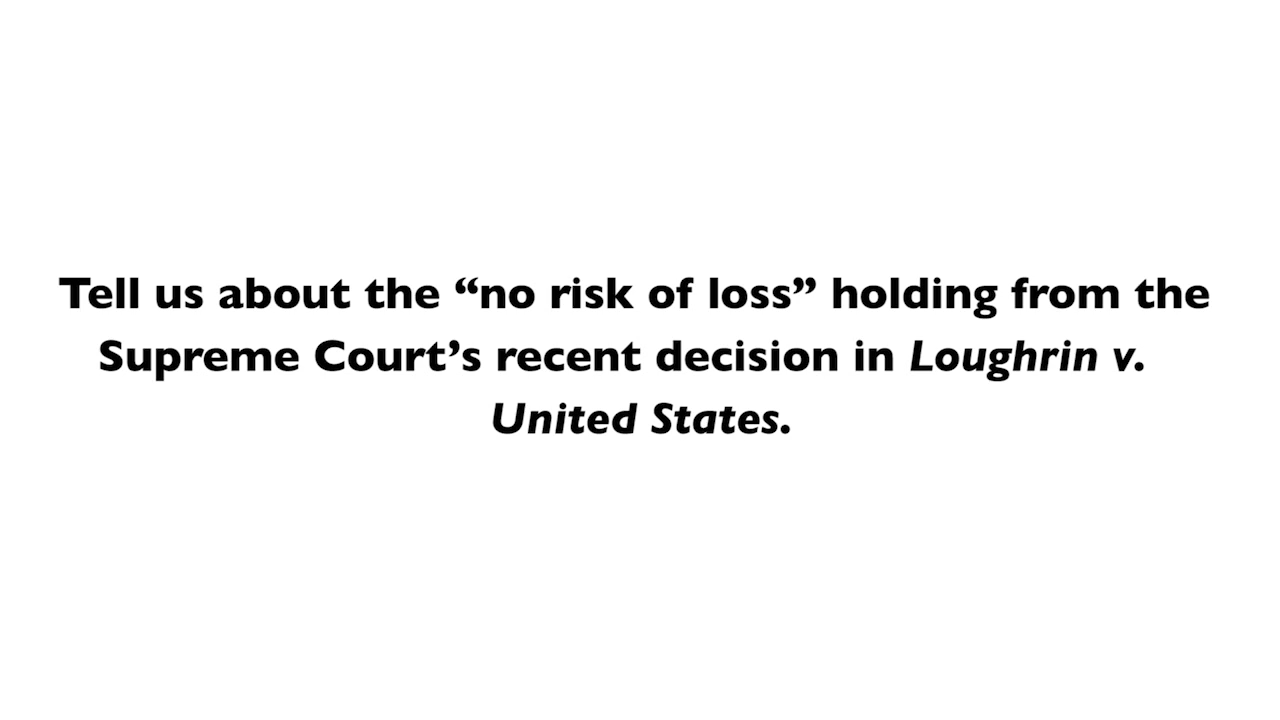 Tell us about the “no risk of loss” holding from the
Supreme Court’s recent decision in Loughrin v.
United States.